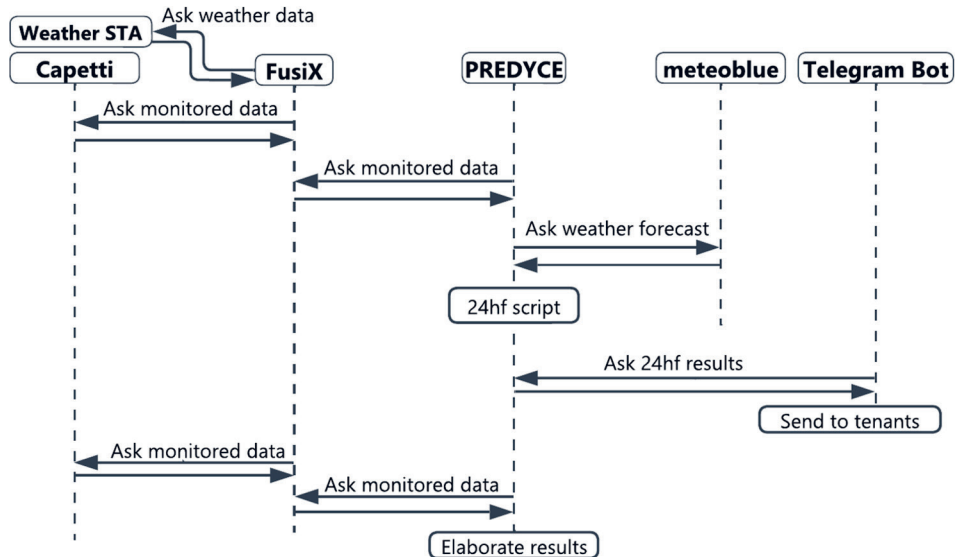 Ask weather data
Weather STA
Capetti
FusiX
PREDYCE
meteoblue
Telegram Bot
Ask monitored data
Ask monitored data
Ask weather forecast
24hf script
Ask 24hf results
Send to tenants
Ask monitored data
Ask monitored data
Elaborate results